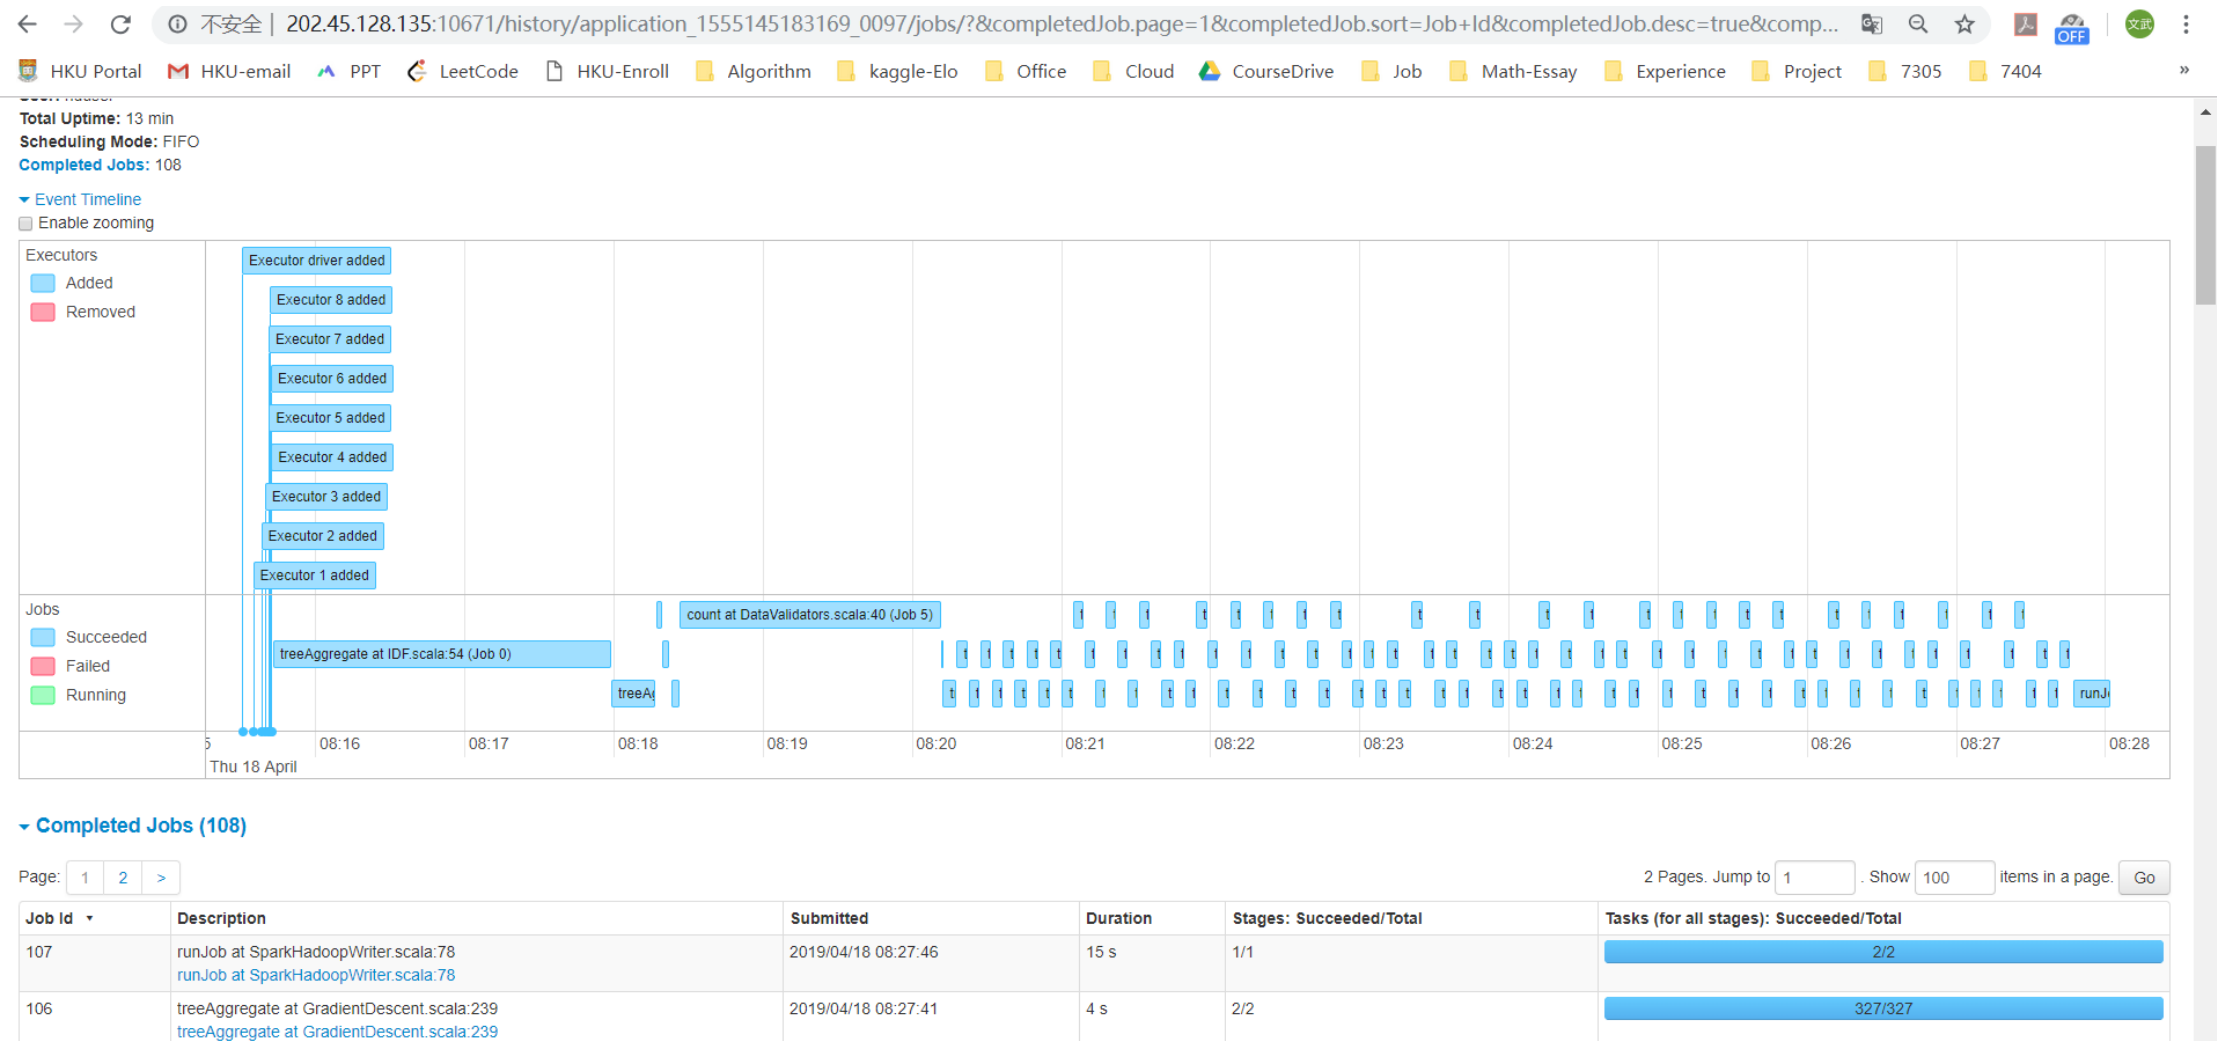 不安全 | 202.45.128.135:10671/history/application_1555145183169_0097/jobs/?&completedJob.page=1&completedJob.sort=Job+Id&completedJob.desc=true&comp...
OFF
文武
HKU Portal HKU-email PPT LeetCode HKU-Enroll Algorithm kaggle-Elo Office Cloud CourseDrive Job Math-Essay Experience Project 7305 7404 »
Total Uptime: 13 min
Scheduling Mode: FIFO
Completed Jobs: 108
Event Timeline
Enable zooming
Executors
Added
Removed
Executor driver added
Executor 8 added
Executor 7 added
Executor 6 added
Executor 5 added
Executor 4 added
Executor 3 added
Executor 2 added
Executor 1 added
Jobs
Succeeded
Failed
Running
count at DataValidators.scala:40 (Job 5)
treeAggregate at IDF.scala:54 (Job 0)
treeAg
runJo
08:16 08:17 08:18 08:19 08:20 08:21 08:22 08:23 08:24 08:25 08:26 08:27 08:28
Thu 18 April
Completed Jobs (108)
Page: 1 2 > 2 Pages. Jump to 1 . Show 100 items in a page. Go
Job Id ▾ Description Submitted Duration Stages: Succeeded/Total Tasks (for all stages): Succeeded/Total
107 runJob at SparkHadoopWriter.scala:78 2019/04/18 08:27:46 15 s 1/1 2/2
runJob at SparkHadoopWriter.scala:78
106 treeAggregate at GradientDescent.scala:239 2019/04/18 08:27:41 4 s 2/2 327/327
treeAggregate at GradientDescent.scala:239